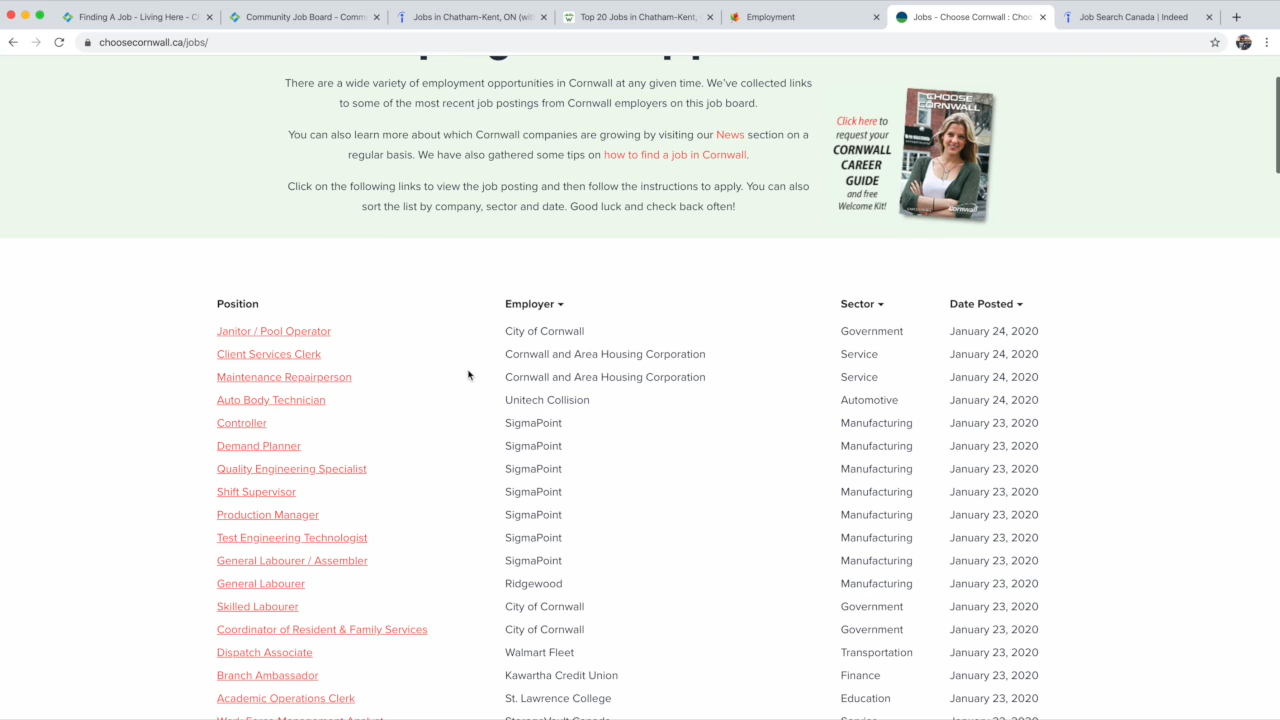 Finding A Job - Living Here - C
Community Job Board - Comm
Jobs in Chatham-Kent, ON (wit
Top 20 Jobs in Chatham-Kent,
Employment
Jobs - Choose Cornwall : Choo
Job Search Canada | Indeed
choosecornwall.ca/jobs/
There are a wide variety of employment opportunities in Cornwall at any given time. We've collected links
to some of the most recent job postings from Cornwall employers on this job board.
You can also learn more about which Cornwall companies are growing by visiting our News section on a
regular basis. We have also gathered some tips on how to find a job in Cornwall.
Click on the following links to view the job posting and then follow the instructions to apply. You can also
sort the list by company, sector and date. Good luck and check back often!
Click here to
request your
CORNWALL
CAREER
GUIDE
and free
Welcome Kit!
CHOOSE
CORNWALL
cornwall
Position Employer Sector Date Posted
Janitor / Pool Operator City of Cornwall Government January 24, 2020
Client Services Clerk Cornwall and Area Housing Corporation Service January 24, 2020
Maintenance Repairperson Cornwall and Area Housing Corporation Service January 24, 2020
Auto Body Technician Unitech Collision Automotive January 24, 2020
Controller SigmaPoint Manufacturing January 23, 2020
Demand Planner SigmaPoint Manufacturing January 23, 2020
Quality Engineering Specialist SigmaPoint Manufacturing January 23, 2020
Shift Supervisor SigmaPoint Manufacturing January 23, 2020
Production Manager SigmaPoint Manufacturing January 23, 2020
Test Engineering Technologist SigmaPoint Manufacturing January 23, 2020
General Labourer / Assembler SigmaPoint Manufacturing January 23, 2020
General Labourer Ridgewood Manufacturing January 23, 2020
Skilled Labourer City of Cornwall Government January 23, 2020
Coordinator of Resident & Family Services City of Cornwall Government January 23, 2020
Dispatch Associate Walmart Fleet Transportation January 23, 2020
Branch Ambassador Kawartha Credit Union Finance January 23, 2020
Academic Operations Clerk St. Lawrence College Education January 23, 2020